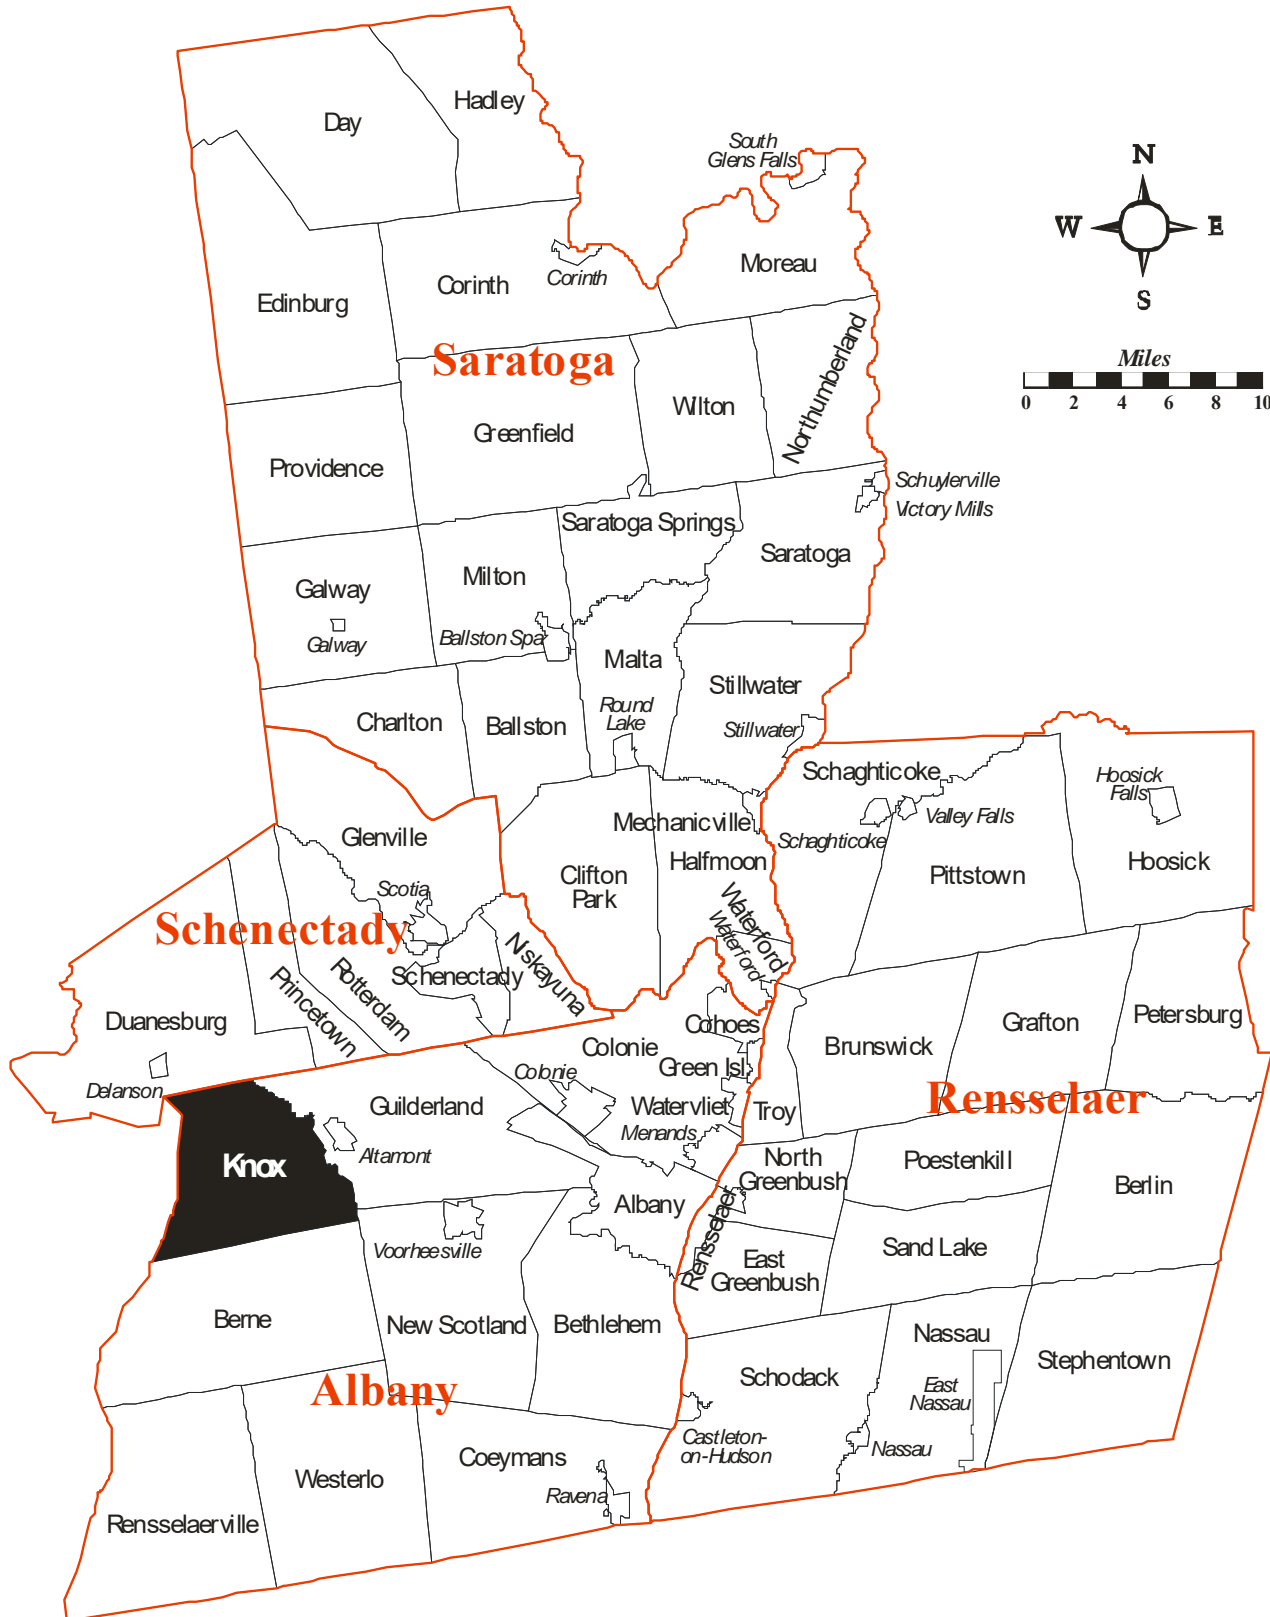 Hadley
Day
South
Glens Falls
N
W
E
S
Moreau
Corinth
Corinth
Edinburg
Saratoga
Northumberland
Miles
0 2 4 6 8 10
Wilton
Greenfield
Providence
Schuylerville
Victory Mills
Saratoga Springs
Saratoga
Milton
Galway
Galway
Ballston Spa
Malta
Stillwater
Round
Lake
Stillwater
Charlton
Ballston
Schaghticoke
Hoosick
Falls
Valley Falls
Schaghticoke
Mechanicville
Glenville
Halfmoon
Hoosick
Clifton
Park
Pittstown
Scotia
Schenectady
Waterford
Waterford
Niskayuna
Schenectady
Rotterdam
Princetown
Duanesburg
Cohoes
Grafton
Petersburg
Colonie
Brunswick
Green Isl.
Colonie
Delanson
Rensselaer
Guilderland
Watervliet
Troy
Menands
Altamont
Knox
North
Greenbush
Poestenkill
Berlin
Albany
Rensselaer
Voorheesville
Sand Lake
East
Greenbush
Berne
New Scotland
Bethlehem
Nassau
Stephentown
Schodack
Albany
East
Nassau
Castleton-
on-Hudson
Nassau
Coeymans
Westerlo
Ravena
Rensselaerville